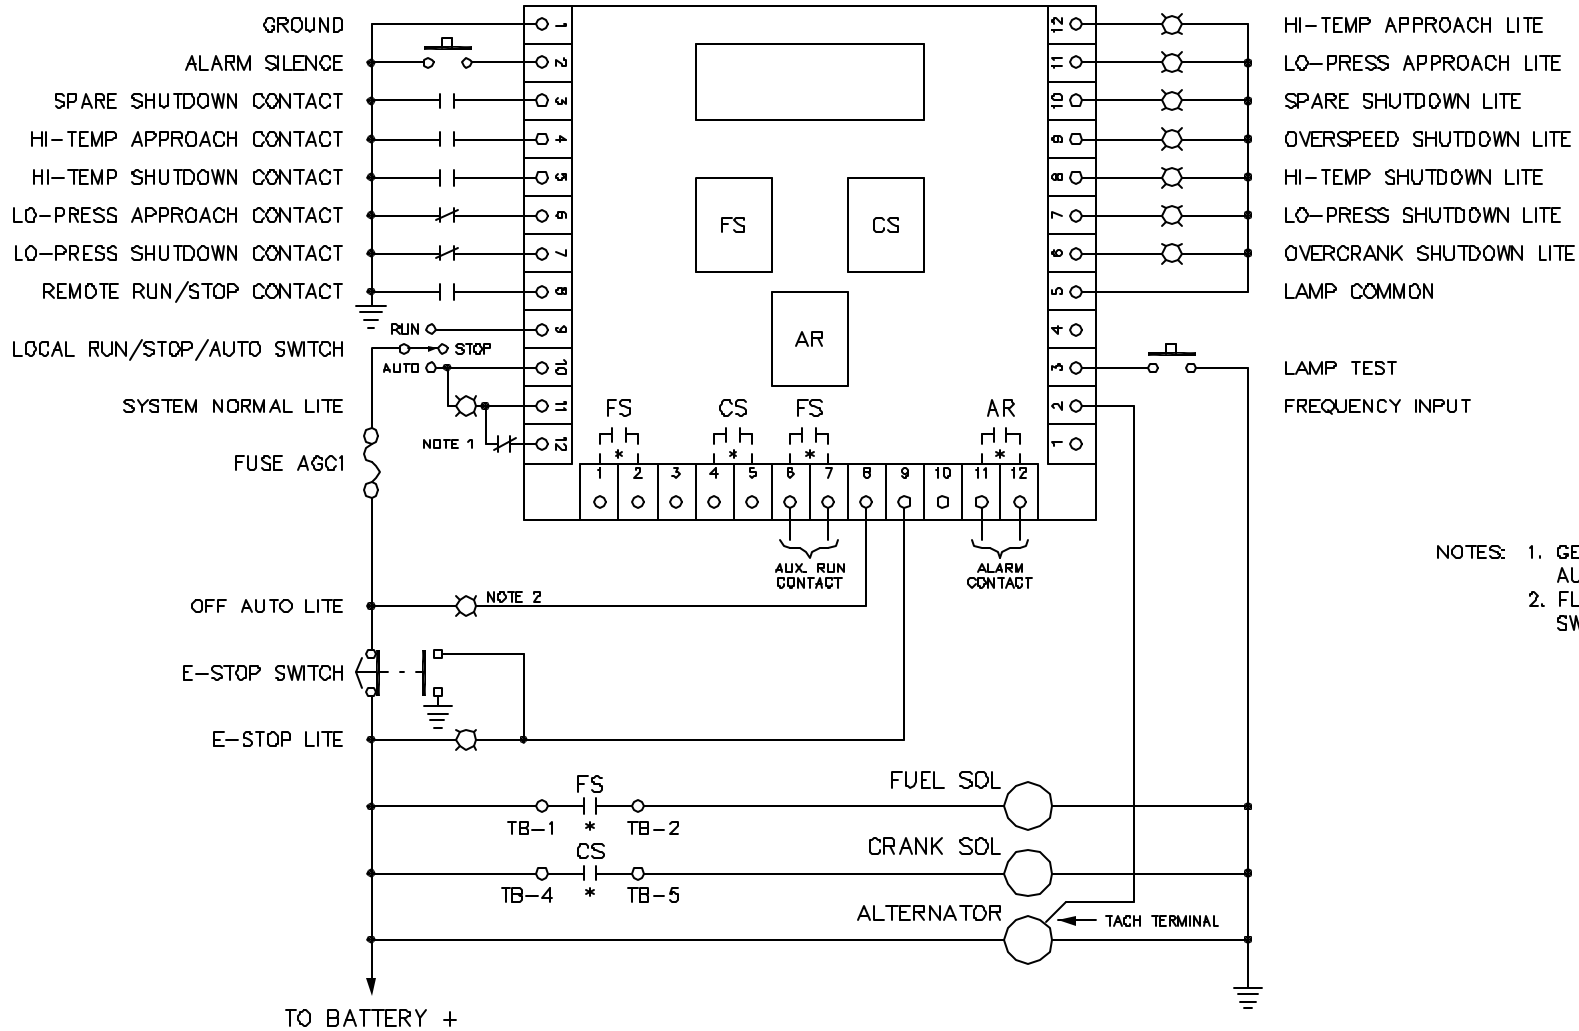 GROUND
ALARM SILENCE
SPARE SHUTDOWN CONTACT
HI-TEMP APPROACH CONTACT
HI-TEMP SHUTDOWN CONTACT
LO-PRESS APPROACH CONTACT
LO-PRESS SHUTDOWN CONTACT
REMOTE RUN/STOP CONTACT
LOCAL RUN/STOP/AUTO SWITCH
SYSTEM NORMAL LITE
FUSE AGC1
RUN
STOP
AUTO
NOTE 1
1
2
3
4
5
6
7
8
9
10
11
12
FS
CS
AR
FS
CS
FS
AR
*
*
*
*
1 2 3 4 5 6 7 8 9 10 11 12
12
11
10
9
8
7
6
5
4
3
2
1
HI-TEMP APPROACH LITE
LO-PRESS APPROACH LITE
SPARE SHUTDOWN LITE
OVERSPEED SHUTDOWN LITE
HI-TEMP SHUTDOWN LITE
LO-PRESS SHUTDOWN LITE
OVERCRANK SHUTDOWN LITE
LAMP COMMON
LAMP TEST
FREQUENCY INPUT
AUX. RUN
CONTACT
ALARM
CONTACT
NOTES: 1. GE
AU
2. FL
SW
OFF AUTO LITE
NOTE 2
E-STOP SWITCH
E-STOP LITE
FS
TB-1 * TB-2
FUEL SOL
CS
TB-4 * TB-5
CRANK SOL
ALTERNATOR
TACH TERMINAL
TO BATTERY +